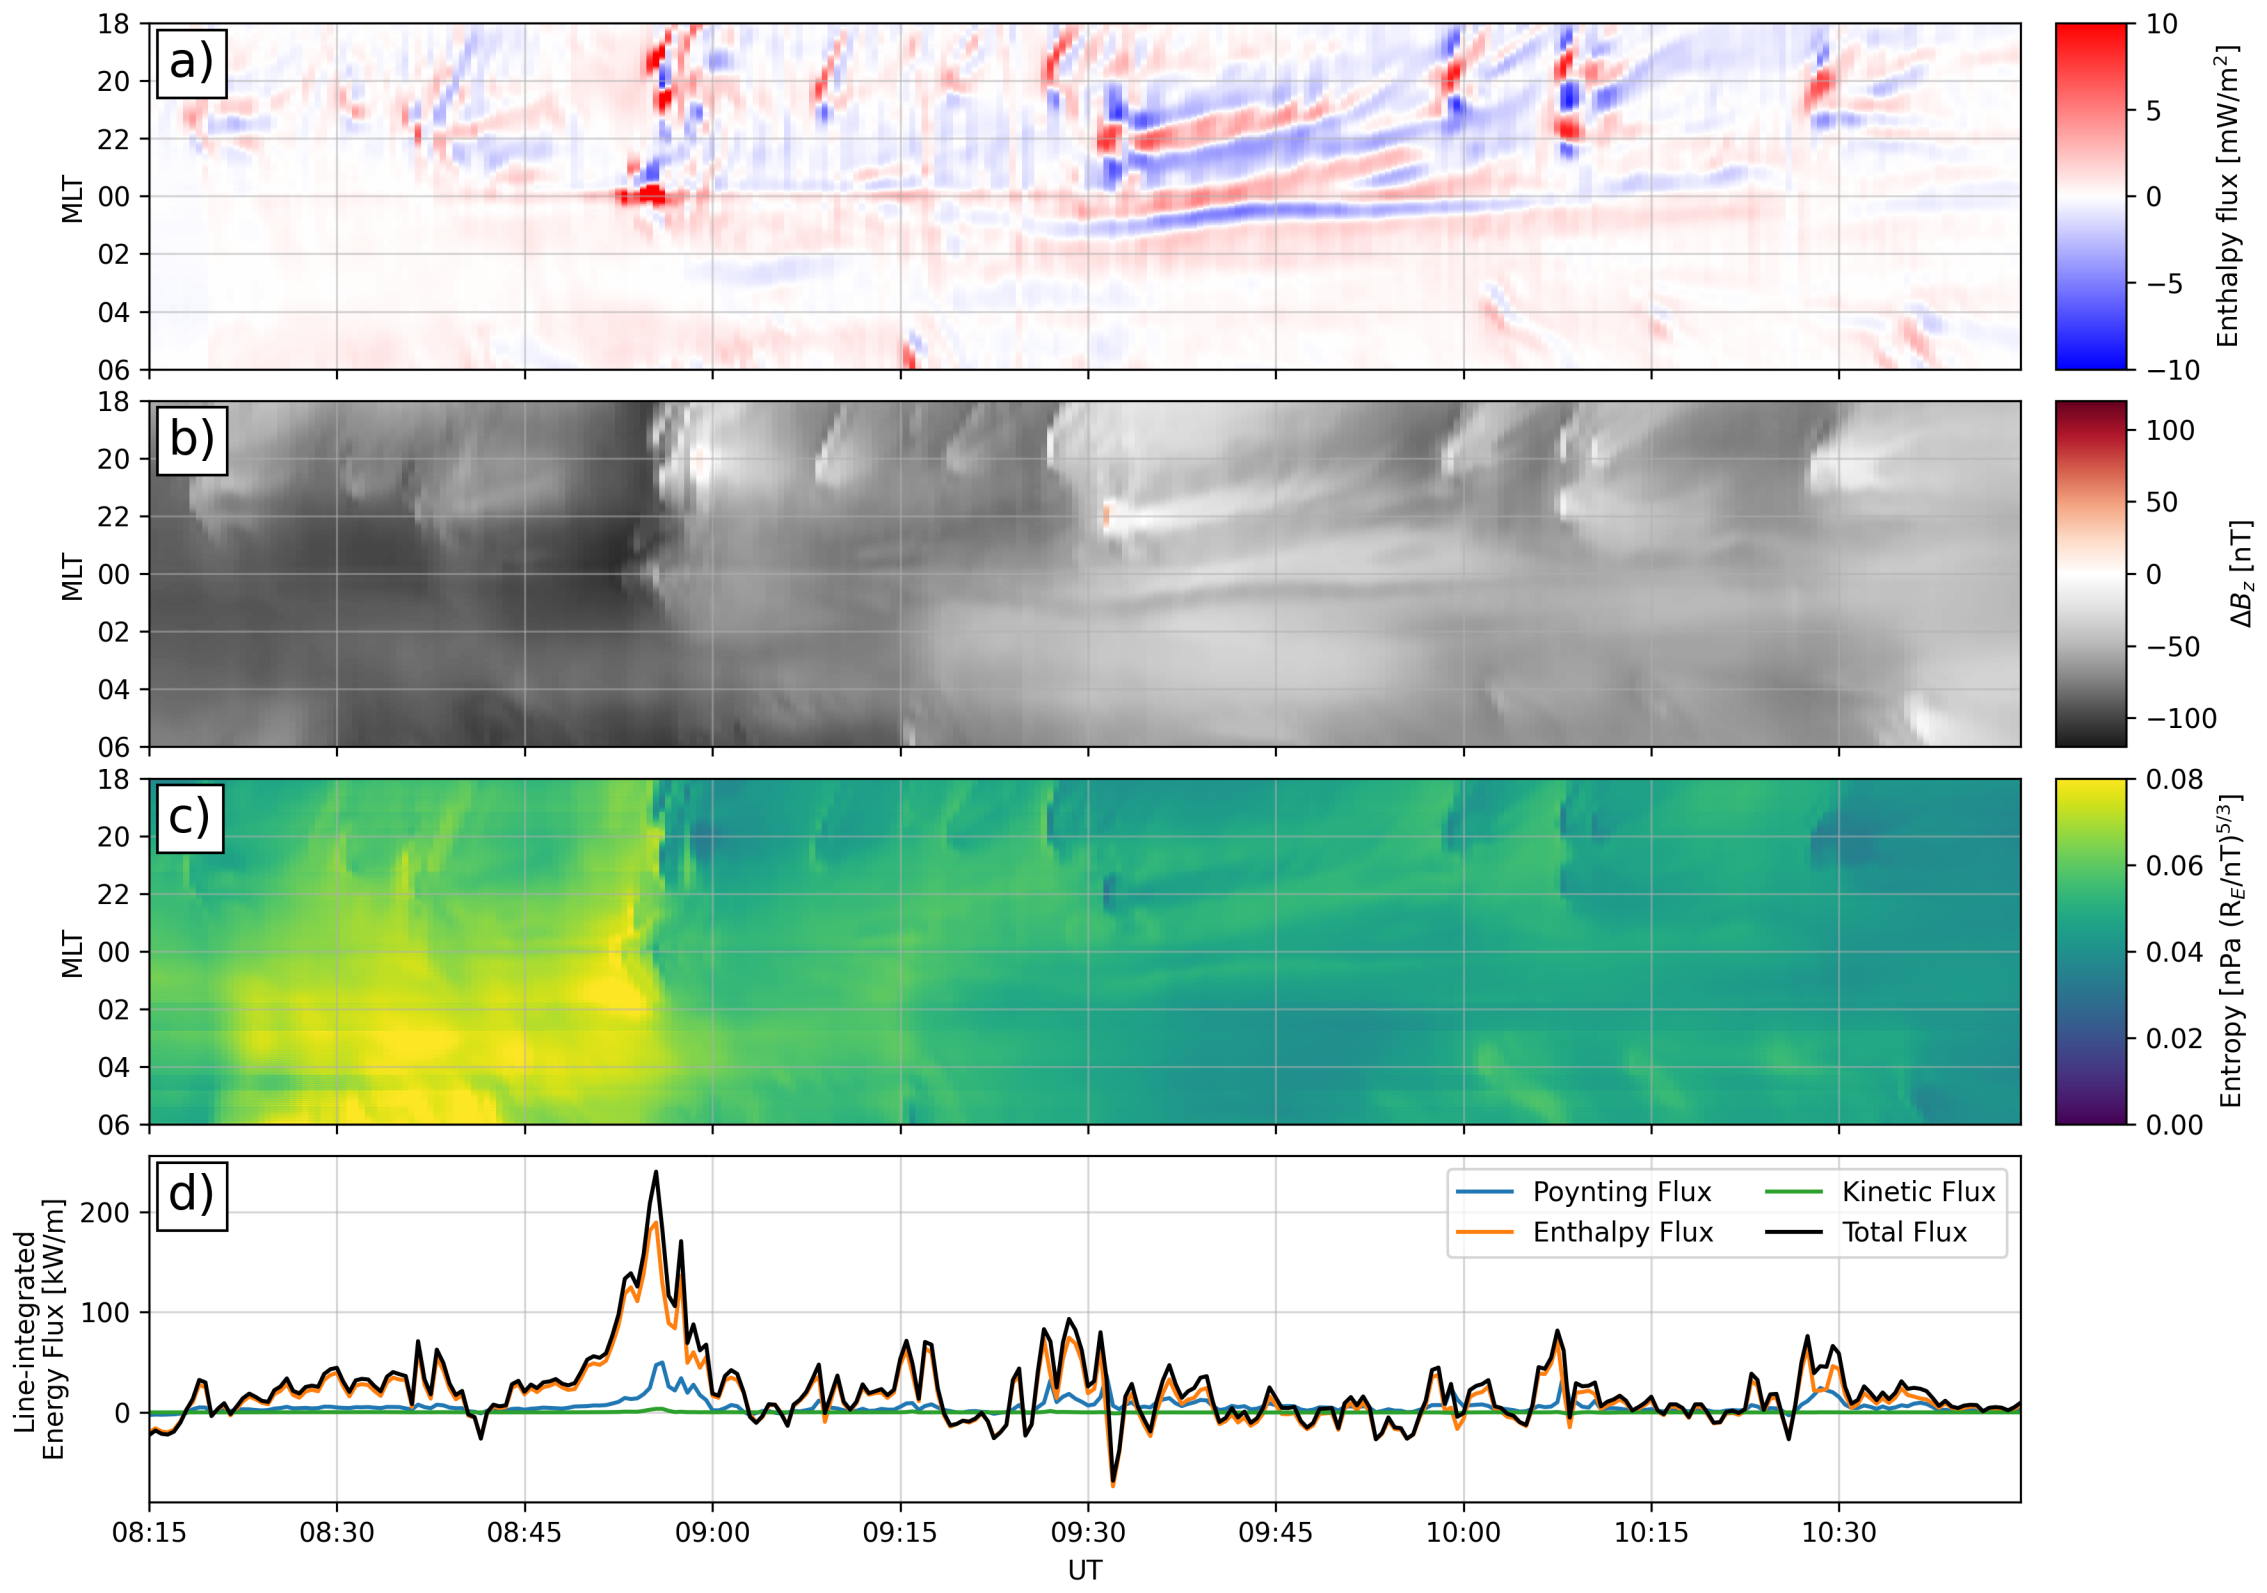 a)
18
20
22
00
02
04
06
MLT
10
5
0
−5
−10
Enthalpy flux [mW/m²]
b)
18
20
22
00
02
04
06
MLT
100
50
0
−50
−100
ΔB_z [nT]
c)
18
20
22
00
02
04
06
MLT
0.08
0.06
0.04
0.02
0.00
Entropy [nPa (R_E/nT)^5/3]
d)
200
100
0
Line-integrated
Energy Flux [kW/m]
Poynting Flux
Enthalpy Flux
Kinetic Flux
Total Flux
08:15 08:30 08:45 09:00 09:15 09:30 09:45 10:00 10:15 10:30
UT